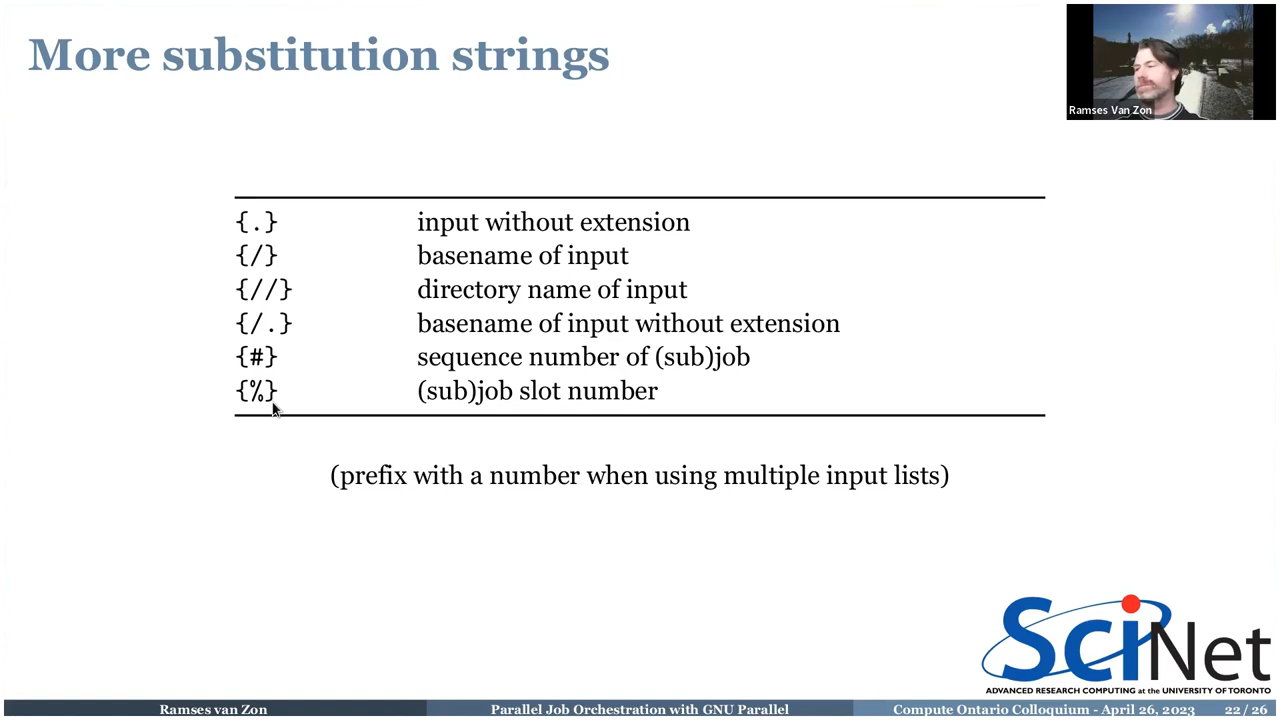 More substitution strings
Ramses Van Zon
{.} input without extension
{/} basename of input
{//} directory name of input
{/.} basename of input without extension
{#} sequence number of (sub)job
{%} (sub)job slot number
(prefix with a number when using multiple input lists)
SciNet
ADVANCED RESEARCH COMPUTING at the UNIVERSITY OF TORONTO
Ramses van Zon Parallel Job Orchestration with GNU Parallel Compute Ontario Colloquium - April 26, 2023 22 / 26